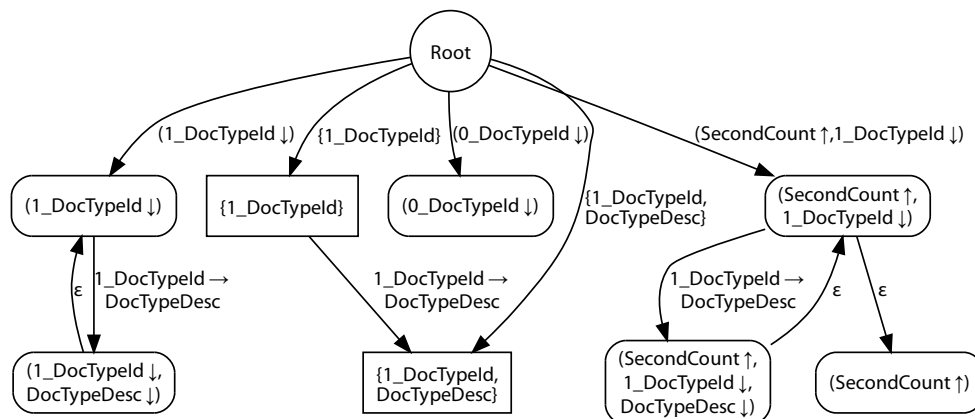 Root
(1_DocTypeId ↓)
{1_DocTypeId}
(0_DocTypeId ↓)
(SecondCount ↑,1_DocTypeId ↓)
(1_DocTypeId ↓)
{1_DocTypeId}
(0_DocTypeId ↓)
{1_DocTypeId,
DocTypeDesc}
(SecondCount ↑,
1_DocTypeId ↓)
ε
1_DocTypeId →
DocTypeDesc
1_DocTypeId →
DocTypeDesc
1_DocTypeId →
DocTypeDesc
ε
ε
(1_DocTypeId ↓,
DocTypeDesc ↓)
{1_DocTypeId,
DocTypeDesc}
(SecondCount ↑,
1_DocTypeId ↓,
DocTypeDesc ↓)
(SecondCount ↑)